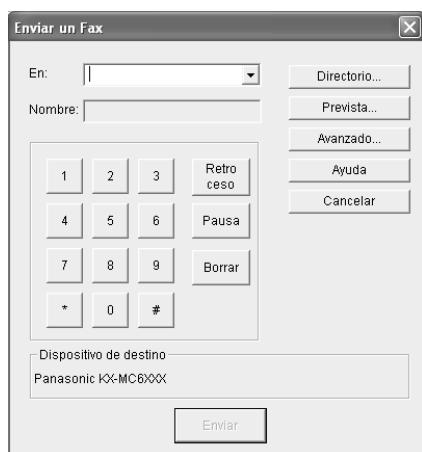 Enviar un Fax
En:
Directorio...
Nombre:
Prevista...
Avanzado...
Ayuda
Cancelar
1 2 3 Retro
ceso
4 5 6 Pausa
7 8 9 Borrar
* 0 #
Dispositivo de destino
Panasonic KX-MC6XXX
Enviar